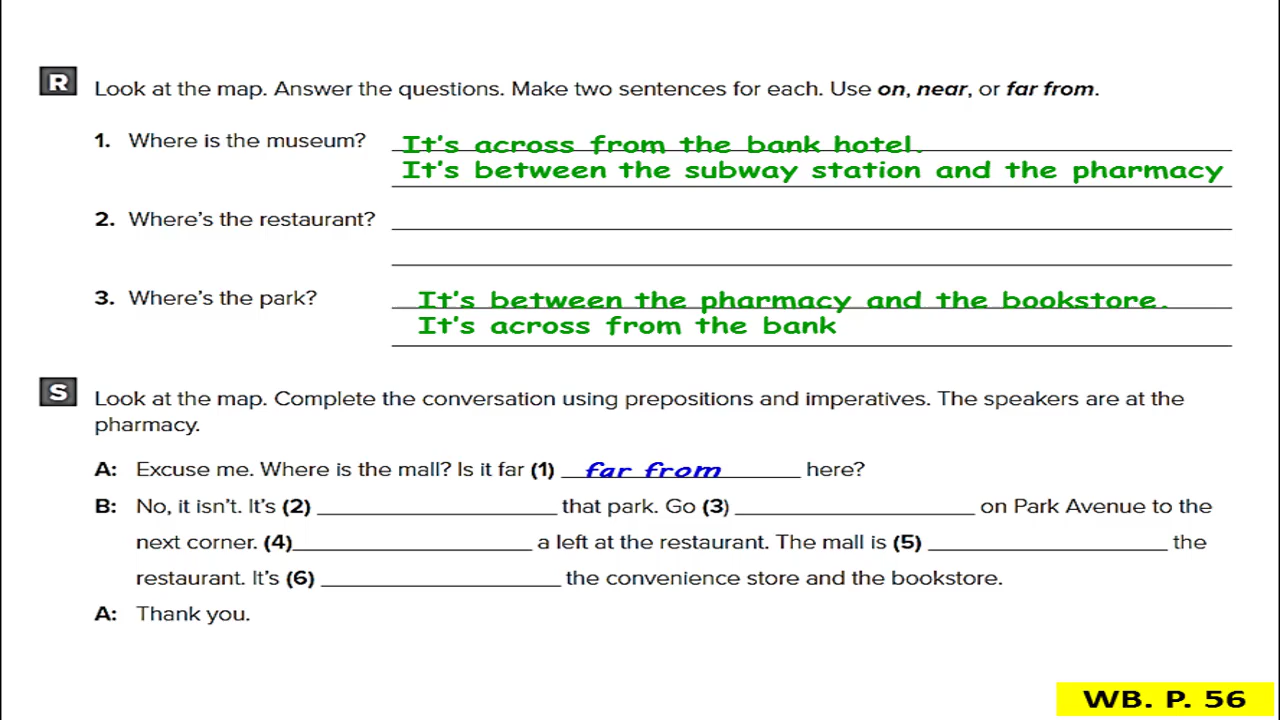 R Look at the map. Answer the questions. Make two sentences for each. Use on, near, or far from.
1. Where is the museum? It's across from the bank hotel.
It's between the subway station and the pharmacy
2. Where's the restaurant?
3. Where's the park? It's between the pharmacy and the bookstore.
It's across from the bank
S Look at the map. Complete the conversation using prepositions and imperatives. The speakers are at the
pharmacy.
A: Excuse me. Where is the mall? Is it far (1) far from here?
B: No, it isn't. It's (2) ____ that park. Go (3) ____ on Park Avenue to the
next corner. (4) ____ a left at the restaurant. The mall is (5) ____ the
restaurant. It's (6) ____ the convenience store and the bookstore.
A: Thank you.
WB. P. 56